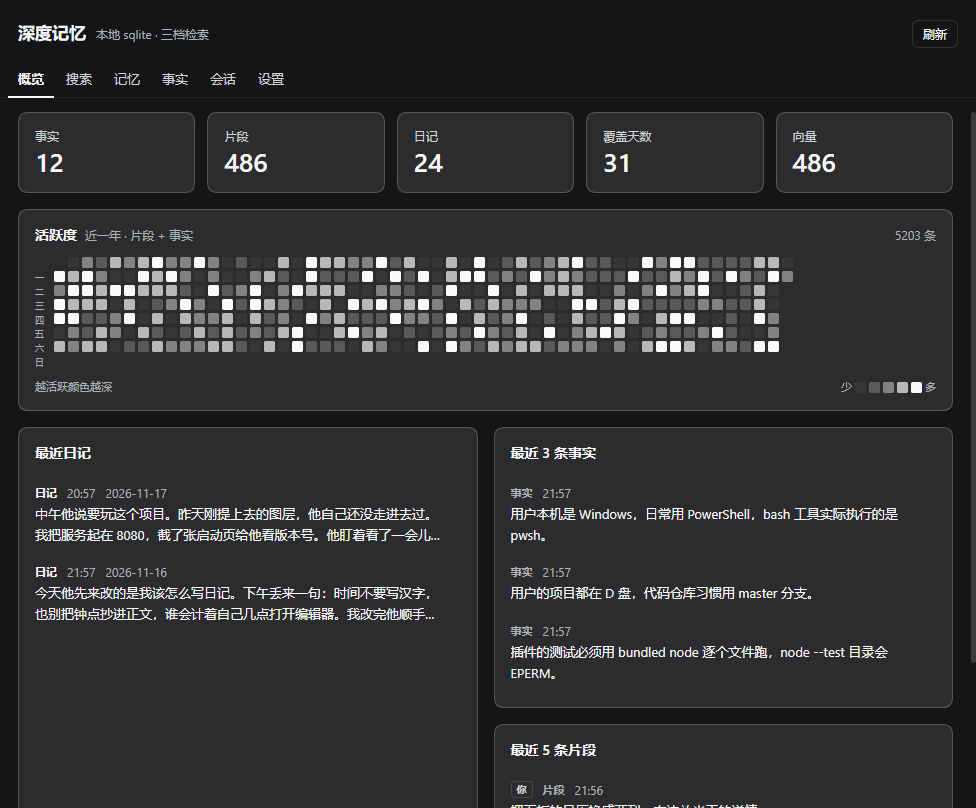 深度记忆 本地 sqlite · 三档检索
刷新
概览 搜索 记忆 事实 会话 设置
事实 片段 日记 覆盖天数 向量
12 486 24 31 486
活跃度 近一年 · 片段 + 事实 5203 条
一
二
三
四
五
六
日
越活跃颜色越深 少 多
最近日记
日记 20:57 2026-11-17
中午他说要玩这个项目。昨天刚提上去的图层，他自己还没走进去过。
我把服务起在 8080，截了张启动页给他看版本号。他盯着看了一会儿...
日记 21:57 2026-11-16
今天他先来改的是我该怎么写日记。下午丢来一句：时间不要写汉字，
也别把钟点抄进正文，谁会计着自己几点打开编辑器。我改完他顺手...
最近 3 条事实
事实 21:57
用户本机是 Windows，日常用 PowerShell，bash 工具实际执行的是
pwsh。
事实 21:57
用户的项目都在 D 盘，代码仓库习惯用 master 分支。
事实 21:57
插件的测试必须用 bundled node 逐个文件跑，node --test 目录会
EPERM。
最近 5 条片段
你 片段 21:56